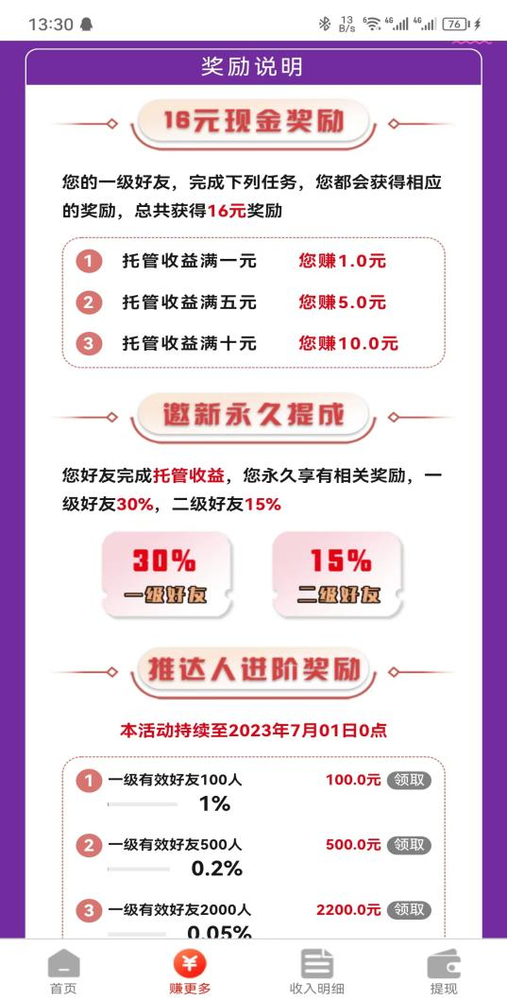 13:30
13
B/s
6
4G
4G
76
奖励说明
16元现金奖励
您的一级好友，完成下列任务，您都会获得相应
的奖励，总共获得16元奖励
1 托管收益满一元 您赚1.0元
2 托管收益满五元 您赚5.0元
3 托管收益满十元 您赚10.0元
邀新永久提成
您好友完成托管收益，您永久享有相关奖励，一
级好友30%，二级好友15%
30% 15%
一级好友 二级好友
推达人进阶奖励
本活动持续至2023年7月01日0点
1 一级有效好友100人 100.0元 领取
1%
2 一级有效好友500人 500.0元 领取
0.2%
3 一级有效好友2000人 2200.0元 领取
0.05%
首页 赚更多 收入明细 提现